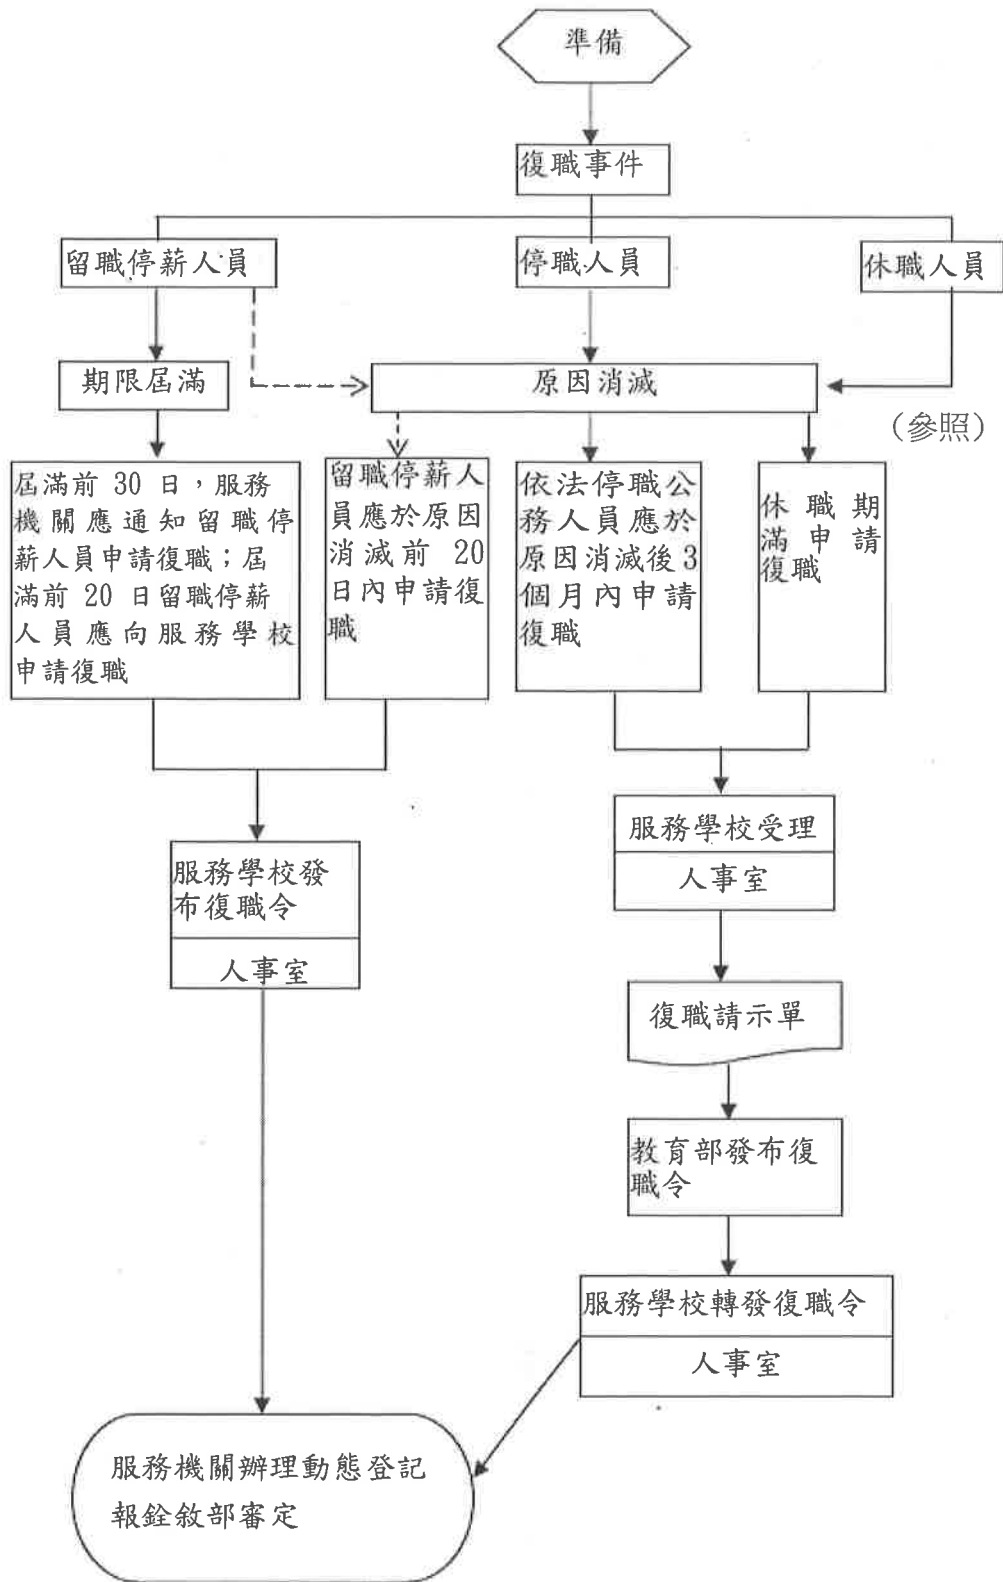 準備
復職事件
留職停薪人員
停職人員
休職人員
期限屆滿
原因消滅
(參照)
屆滿前 30 日，服務
機關應通知留職停
薪人員申請復職；屆
滿前 20 日留職停薪
人員應向服務學校
申請復職
留職停薪人
員應於原因
消滅前 20
日內申請復
職
依法停職公
務人員應於
原因消滅後3
個月內申請
復職
休職期
滿申請
復職
服務學校發
布復職令
人事室
服務學校受理
人事室
復職請示單
教育部發布復
職令
服務學校轉發復職令
人事室
服務機關辦理動態登記
報銓敘部審定